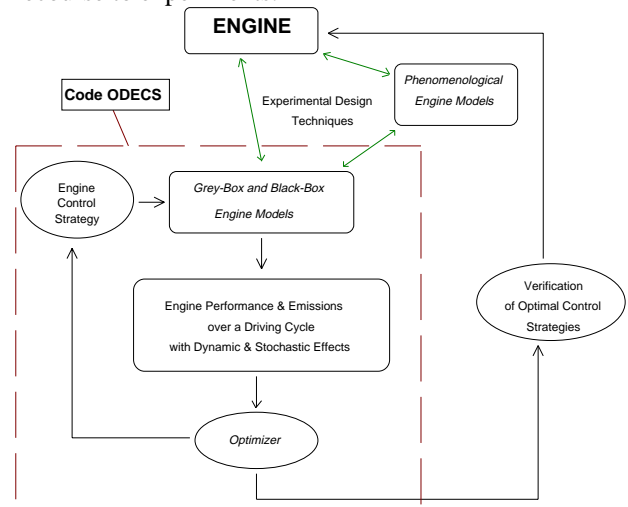 ENGINE
Phenomenological
Engine Models
Code ODECS
Experimental Design
Techniques
Engine
Control
Strategy
Grey-Box and Black-Box
Engine Models
Engine Performance & Emissions
over a Driving Cycle
with Dynamic & Stochastic Effects
Verification
of Optimal Control
Strategies
Optimizer